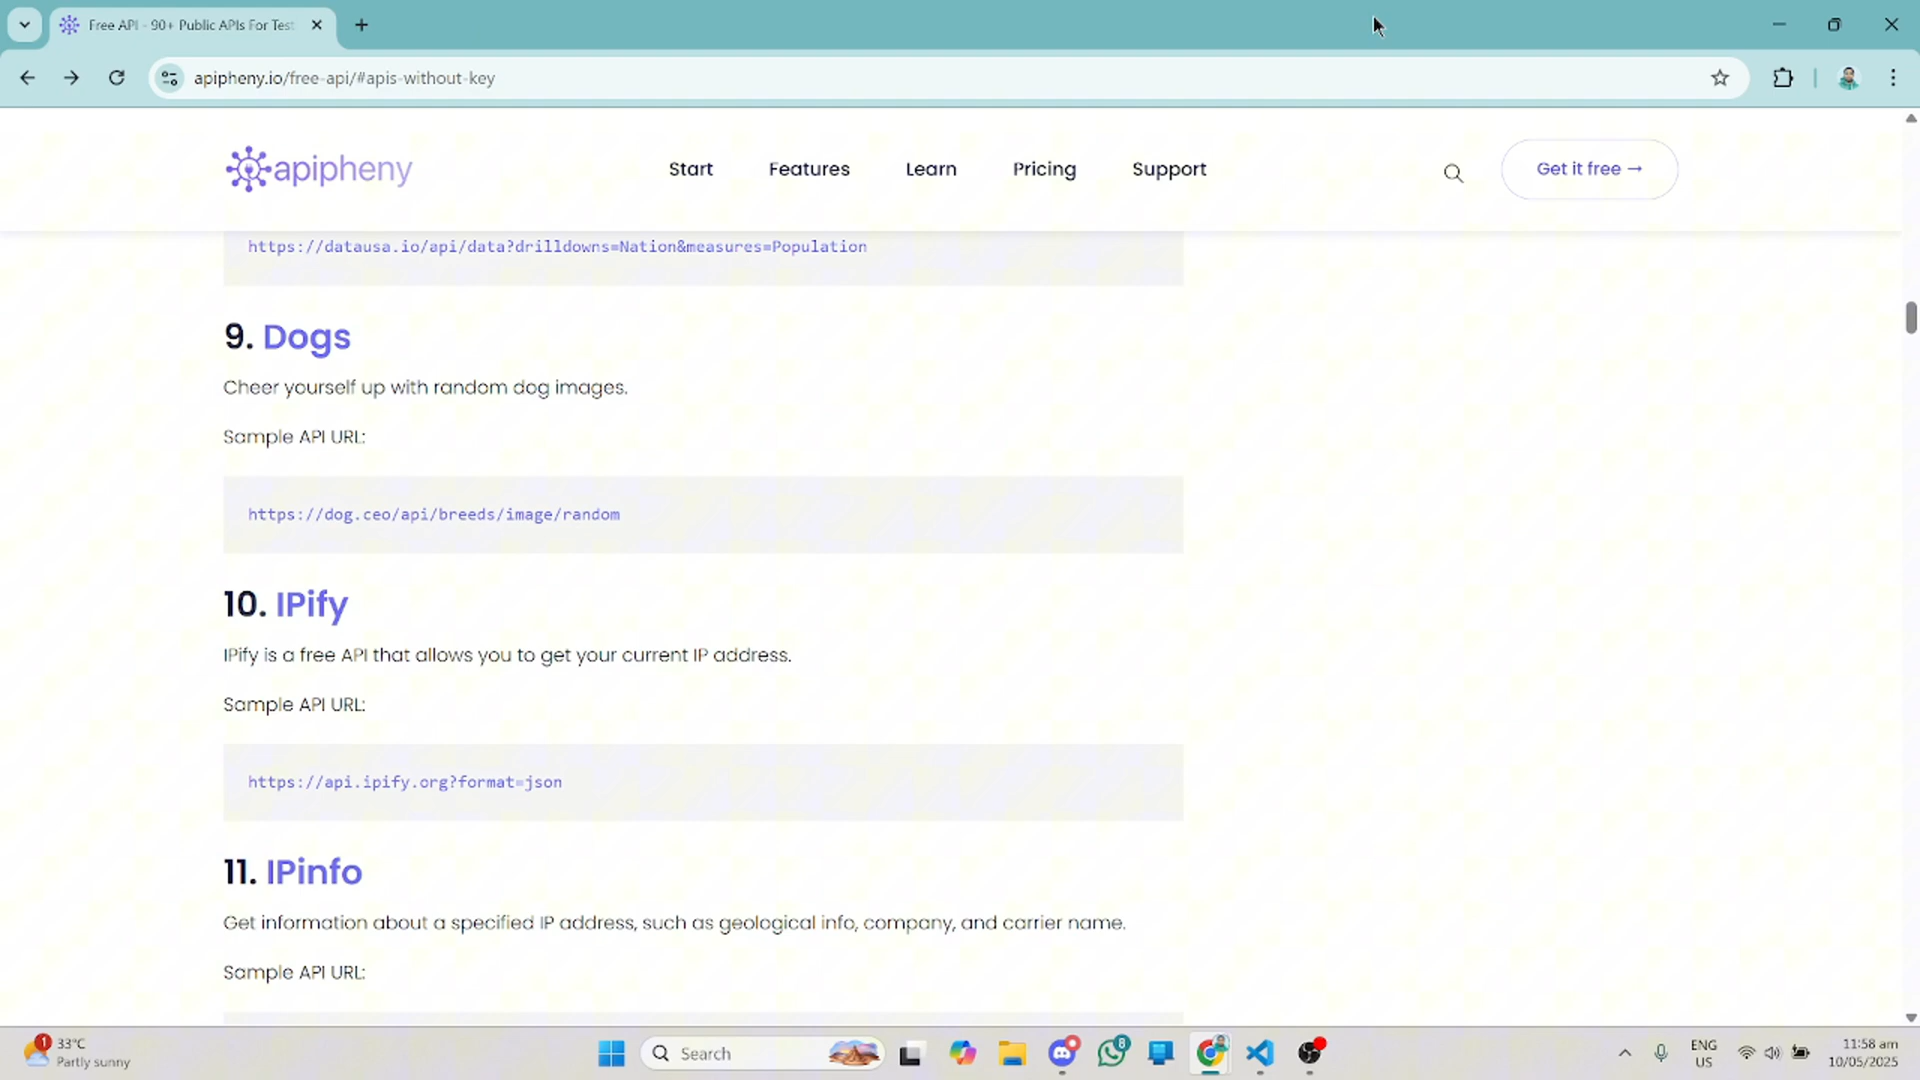 Free API - 90+ Public APIs For Test
apipheny.io/free-api/#apis-without-key
apipheny
Start
Features
Learn
Pricing
Support
Get it free →
https://datausa.io/api/data?drilldowns=Nation&measures=Population
9. Dogs
Cheer yourself up with random dog images.
Sample API URL:
https://dog.ceo/api/breeds/image/random
10. IPify
IPify is a free API that allows you to get your current IP address.
Sample API URL:
https://api.ipify.org?format=json
11. IPinfo
Get information about a specified IP address, such as geological info, company, and carrier name.
Sample API URL:
1
33°C
Partly sunny
Search
8
ENG
US
11:58 am
10/05/2025